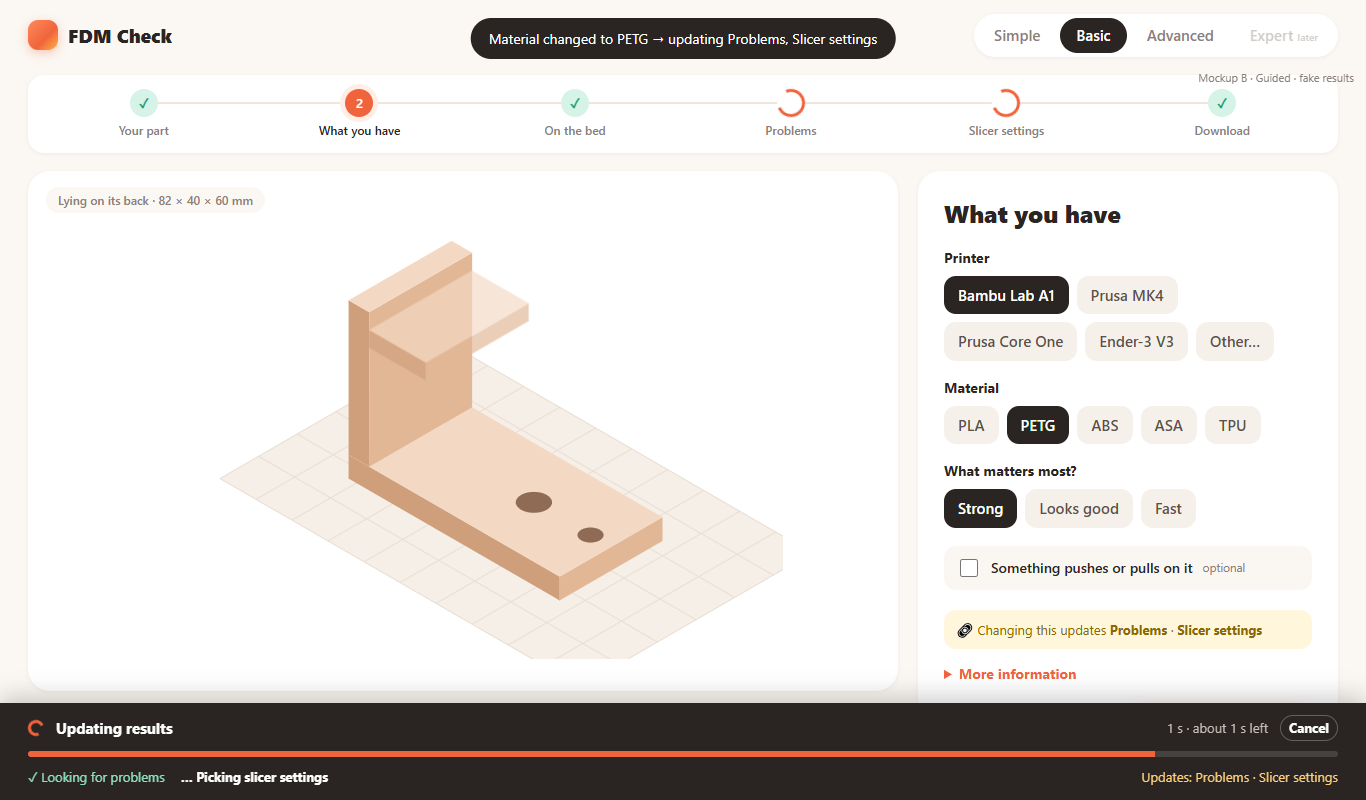 FDM Check
Material changed to PETG → updating Problems, Slicer settings
Simple Basic Advanced Expert later
Mockup B · Guided · fake results
✓ 2 ✓ ✓
Your part What you have On the bed Problems Slicer settings Download
Lying on its back · 82 × 40 × 60 mm
What you have
Printer
Bambu Lab A1 Prusa MK4
Prusa Core One Ender-3 V3 Other...
Material
PLA PETG ABS ASA TPU
What matters most?
Strong Looks good Fast
Something pushes or pulls on it optional
Changing this updates Problems · Slicer settings
▶ More information
Updating results
1 s · about 1 s left Cancel
✓ Looking for problems ... Picking slicer settings
Updates: Problems · Slicer settings